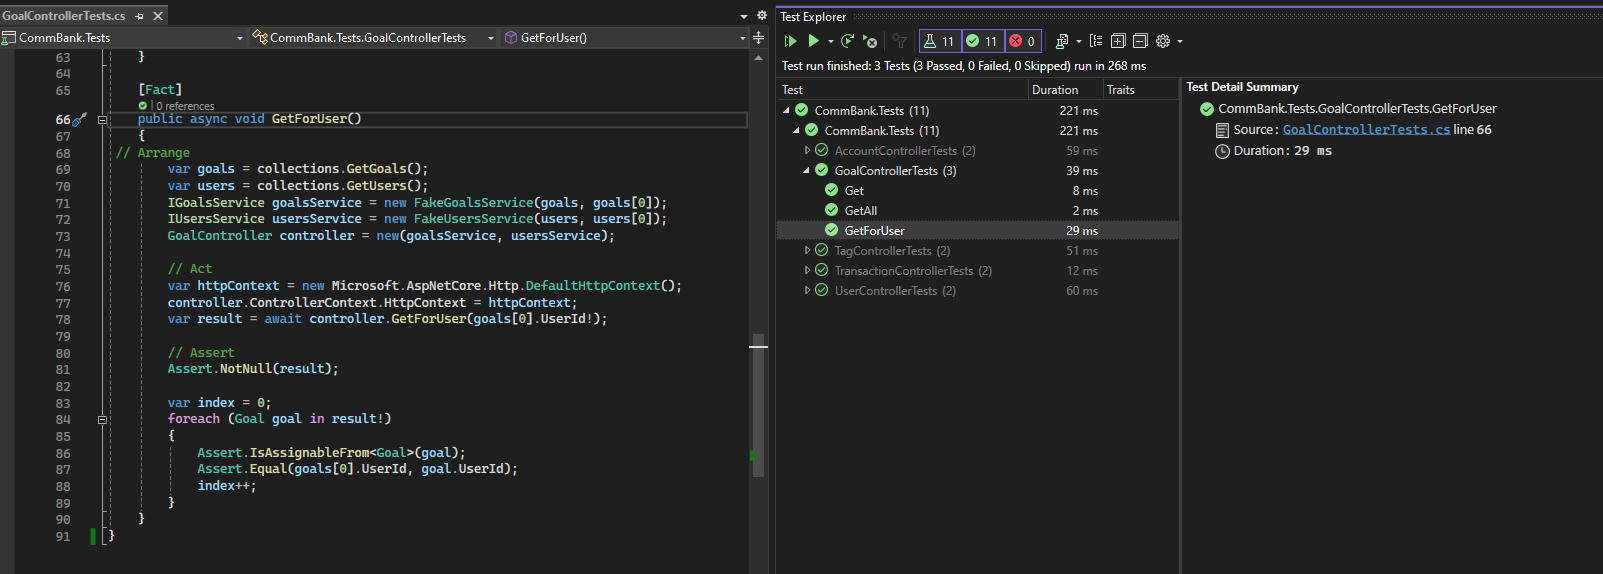 GoalControllerTests.cs
CommBank.Tests
CommBank.Tests.GoalControllerTests
GetForUser()
63 }
64
65 [Fact]
0 references
66 public async void GetForUser()
67 {
68 // Arrange
69 var goals = collections.GetGoals();
70 var users = collections.GetUsers();
71 IGoalsService goalsService = new FakeGoalsService(goals, goals[0]);
72 IUsersService usersService = new FakeUsersService(users, users[0]);
73 GoalController controller = new(goalsService, usersService);
74
75 // Act
76 var httpContext = new Microsoft.AspNetCore.Http.DefaultHttpContext();
77 controller.ControllerContext.HttpContext = httpContext;
78 var result = await controller.GetForUser(goals[0].UserId!);
79
80 // Assert
81 Assert.NotNull(result);
82
83 var index = 0;
84 foreach (Goal goal in result!)
85 {
86 Assert.IsAssignableFrom<Goal>(goal);
87 Assert.Equal(goals[0].UserId, goal.UserId);
88 index++;
89 }
90 }
91 }
Test Explorer
11 11 0
Test run finished: 3 Tests (3 Passed, 0 Failed, 0 Skipped) run in 268 ms
Test Duration Traits
CommBank.Tests (11) 221 ms
CommBank.Tests (11) 221 ms
AccountControllerTests (2) 59 ms
GoalControllerTests (3) 39 ms
Get 8 ms
GetAll 2 ms
GetForUser 29 ms
TagControllerTests (2) 51 ms
TransactionControllerTests (2) 12 ms
UserControllerTests (2) 60 ms
Test Detail Summary
CommBank.Tests.GoalControllerTests.GetForUser
Source: GoalControllerTests.cs line 66
Duration: 29 ms